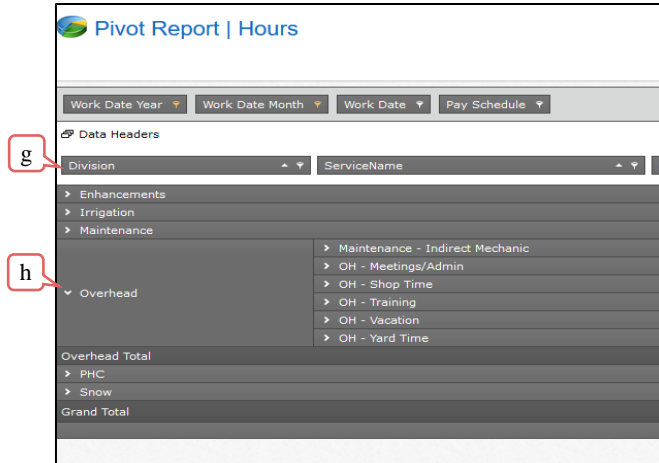 Pivot Report | Hours
Work Date Year Work Date Month Work Date Pay Schedule
Data Headers
g
Division ServiceName
Enhancements
Irrigation
Maintenance
Maintenance - Indirect Mechanic
OH - Meetings/Admin
h
Overhead
OH - Shop Time
OH - Training
OH - Vacation
OH - Yard Time
Overhead Total
PHC
Snow
Grand Total